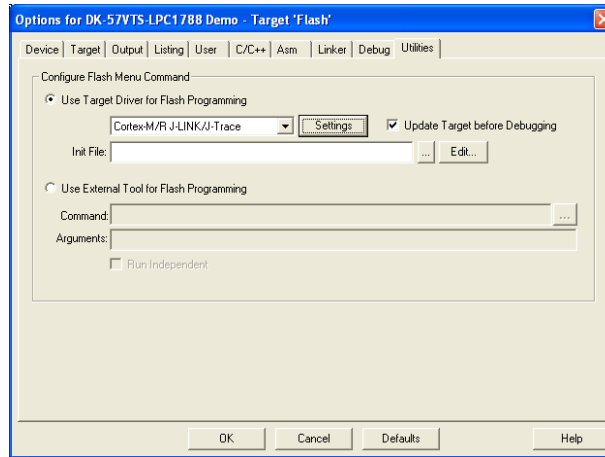 Options for DK-57VTS-LPC1788 Demo - Target 'Flash'
Device | Target | Output | Listing | User | C/C++ | Asm | Linker | Debug | Utilities
Configure Flash Menu Command
Use Target Driver for Flash Programming
Cortex-M/R J-LINK/J-Trace Settings Update Target before Debugging
Init File: ... Edit...
Use External Tool for Flash Programming
Command: ...
Arguments:
Run Independent
OK Cancel Defaults Help